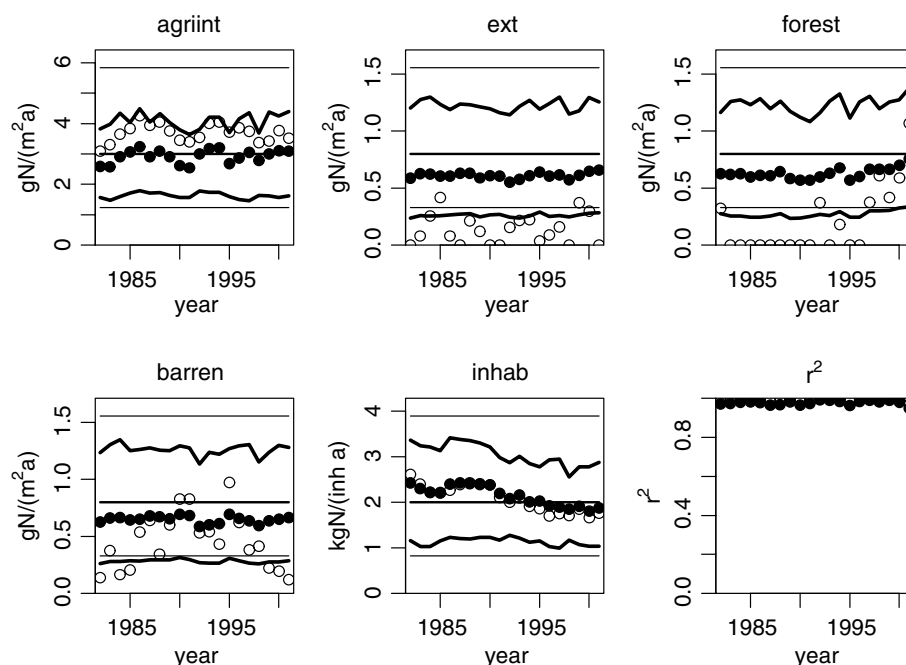 agriint
gN/(m²a)
0 2 4 6
1985 1995
year
ext
gN/(m²a)
0.0 0.5 1.0 1.5
1985 1995
year
forest
gN/(m²a)
0.0 0.5 1.0 1.5
1985 1995
year
barren
gN/(m²a)
0.0 0.5 1.0 1.5
1985 1995
year
inhab
kgN/(inh a)
0 1 2 3 4
1985 1995
year
r²
r²
0.0 0.4 0.8
1985 1995
year